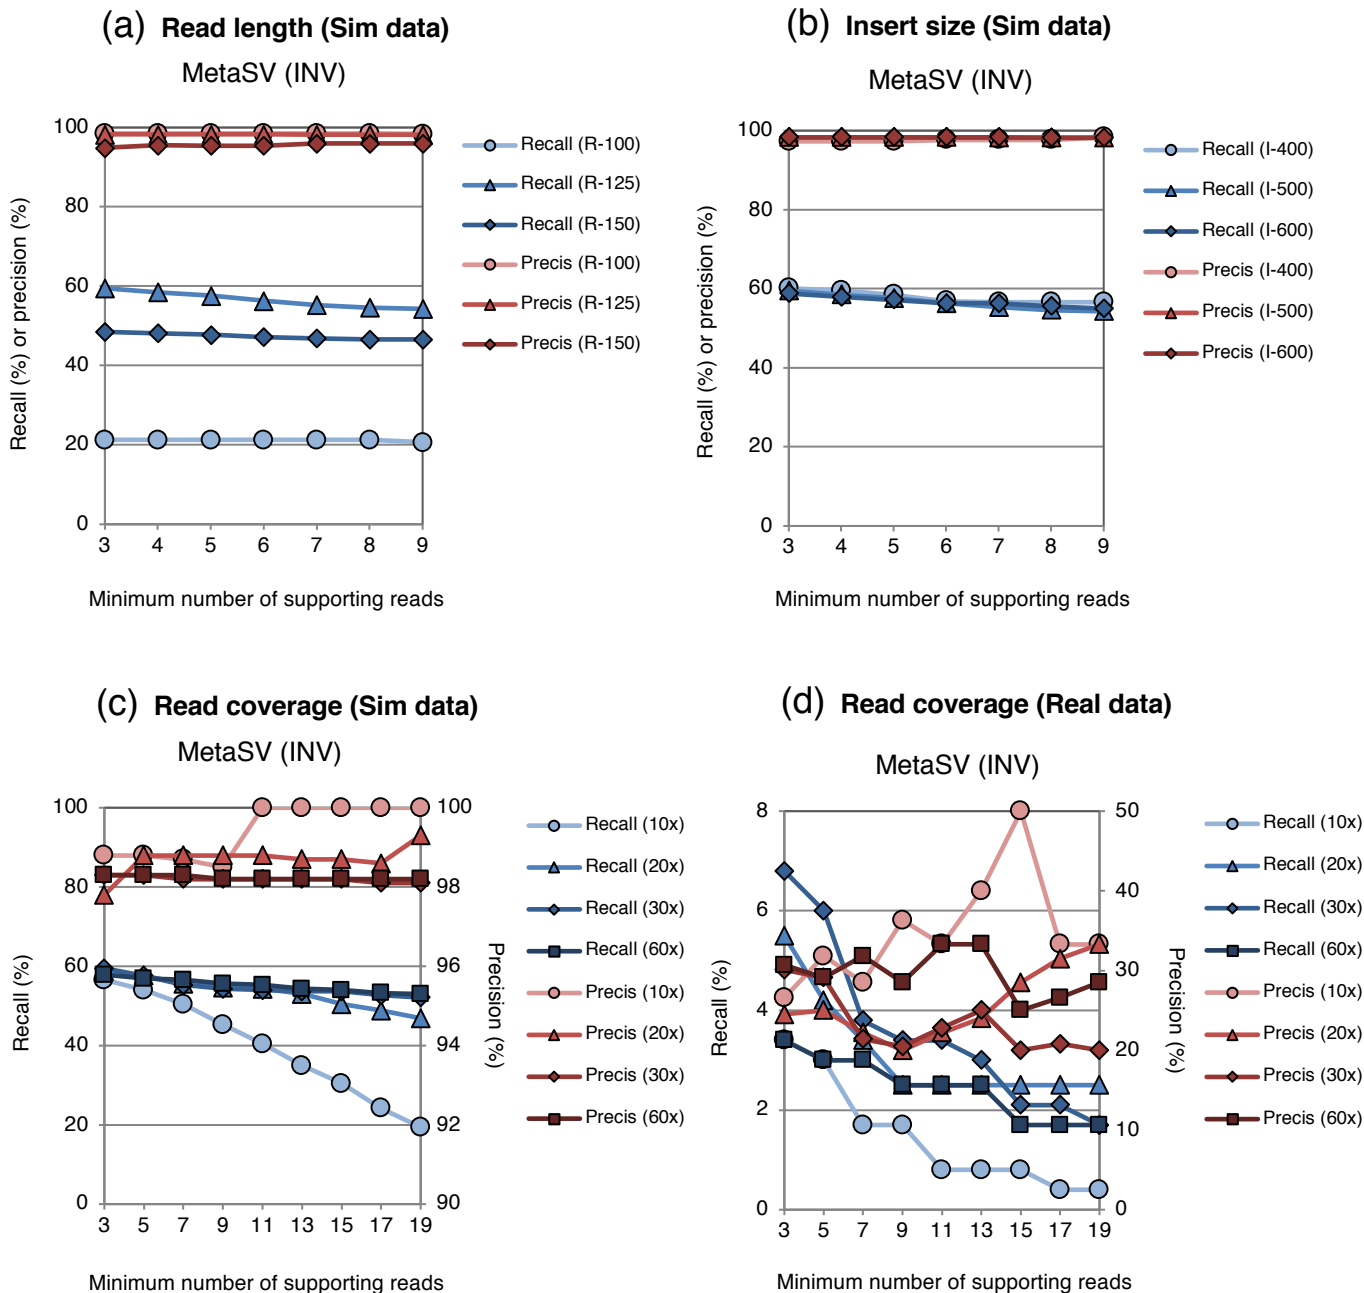 (a) Read length (Sim data)
MetaSV (INV)
100
80
60
40
20
0
3 4 5 6 7 8 9
Recall (%) or precision (%)
Minimum number of supporting reads
Recall (R-100)
Recall (R-125)
Recall (R-150)
Precis (R-100)
Precis (R-125)
Precis (R-150)
(b) Insert size (Sim data)
MetaSV (INV)
100
80
60
40
20
0
3 4 5 6 7 8 9
Recall (%) or precision (%)
Minimum number of supporting reads
Recall (I-400)
Recall (I-500)
Recall (I-600)
Precis (I-400)
Precis (I-500)
Precis (I-600)
(c) Read coverage (Sim data)
MetaSV (INV)
100
80
60
40
20
0
Recall (%)
100
98
96
94
92
90
Precision (%)
3 5 7 9 11 13 15 17 19
Minimum number of supporting reads
Recall (10x)
Recall (20x)
Recall (30x)
Recall (60x)
Precis (10x)
Precis (20x)
Precis (30x)
Precis (60x)
(d) Read coverage (Real data)
MetaSV (INV)
8
6
4
2
0
Recall (%)
50
40
30
20
10
0
Precision (%)
3 5 7 9 11 13 15 17 19
Minimum number of supporting reads
Recall (10x)
Recall (20x)
Recall (30x)
Recall (60x)
Precis (10x)
Precis (20x)
Precis (30x)
Precis (60x)